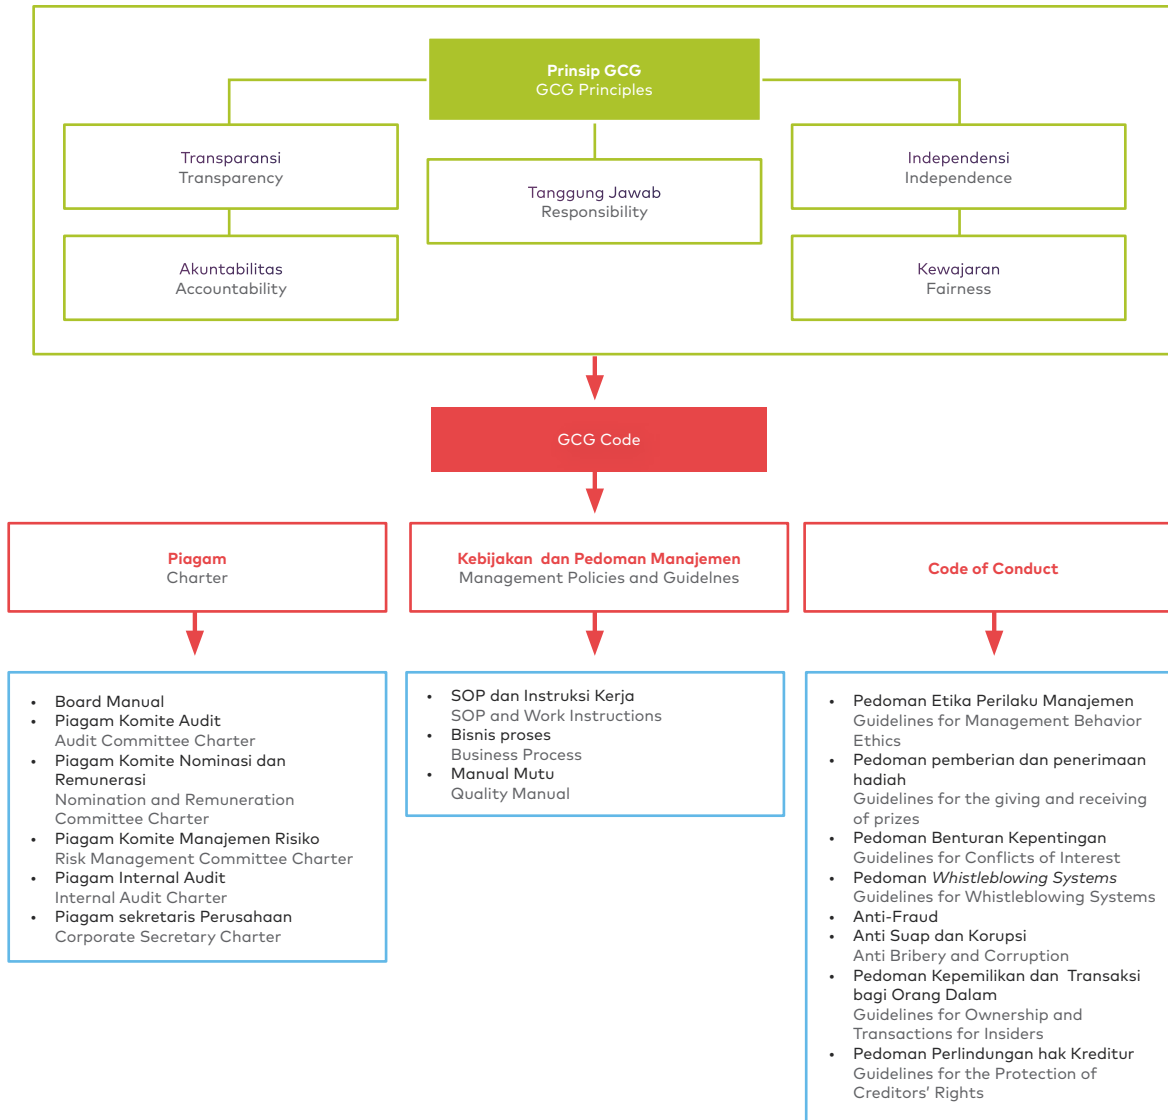 Prinsip GCG
GCG Principles
Transparansi
Transparency
Tanggung Jawab
Responsibility
Independensi
Independence
Akuntabilitas
Accountability
Kewajaran
Fairness
GCG Code
Piagam
Charter
Kebijakan dan Pedoman Manajemen
Management Policies and Guidelnes
Code of Conduct
• Board Manual
• Piagam Komite Audit
Audit Committee Charter
• Piagam Komite Nominasi dan
Remunerasi
Nomination and Remuneration
Committee Charter
• Piagam Komite Manajemen Risiko
Risk Management Committee Charter
• Piagam Internal Audit
Internal Audit Charter
• Piagam sekretaris Perusahaan
Corporate Secretary Charter
• SOP dan Instruksi Kerja
SOP and Work Instructions
• Bisnis proses
Business Process
• Manual Mutu
Quality Manual
• Pedoman Etika Perilaku Manajemen
Guidelines for Management Behavior
Ethics
• Pedoman pemberian dan penerimaan
hadiah
Guidelines for the giving and receiving
of prizes
• Pedoman Benturan Kepentingan
Guidelines for Conflicts of Interest
• Pedoman Whistleblowing Systems
Guidelines for Whistleblowing Systems
• Anti-Fraud
• Anti Suap dan Korupsi
Anti Bribery and Corruption
• Pedoman Kepemilikan dan Transaksi
bagi Orang Dalam
Guidelines for Ownership and
Transactions for Insiders
• Pedoman Perlindungan hak Kreditur
Guidelines for the Protection of
Creditors' Rights